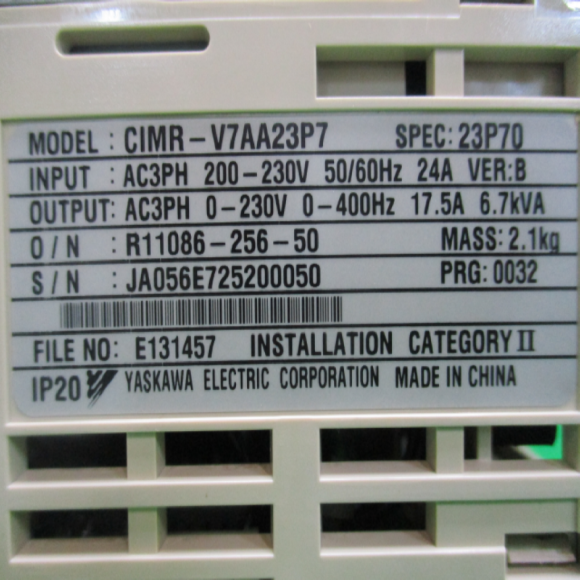 MODEL : CIMR-V7AA23P7 SPEC: 23P70
INPUT : AC3PH 200-230V 50/60Hz 24A VER:B
OUTPUT: AC3PH 0-230V 0-400Hz 17.5A 6.7kVA
O/N : R11086-256-50 MASS: 2.1kg
S/N : JA056E725200050 PRG: 0032
FILE NO: E131457 INSTALLATION CATEGORY II
IP20 YASKAWA ELECTRIC CORPORATION MADE IN CHINA